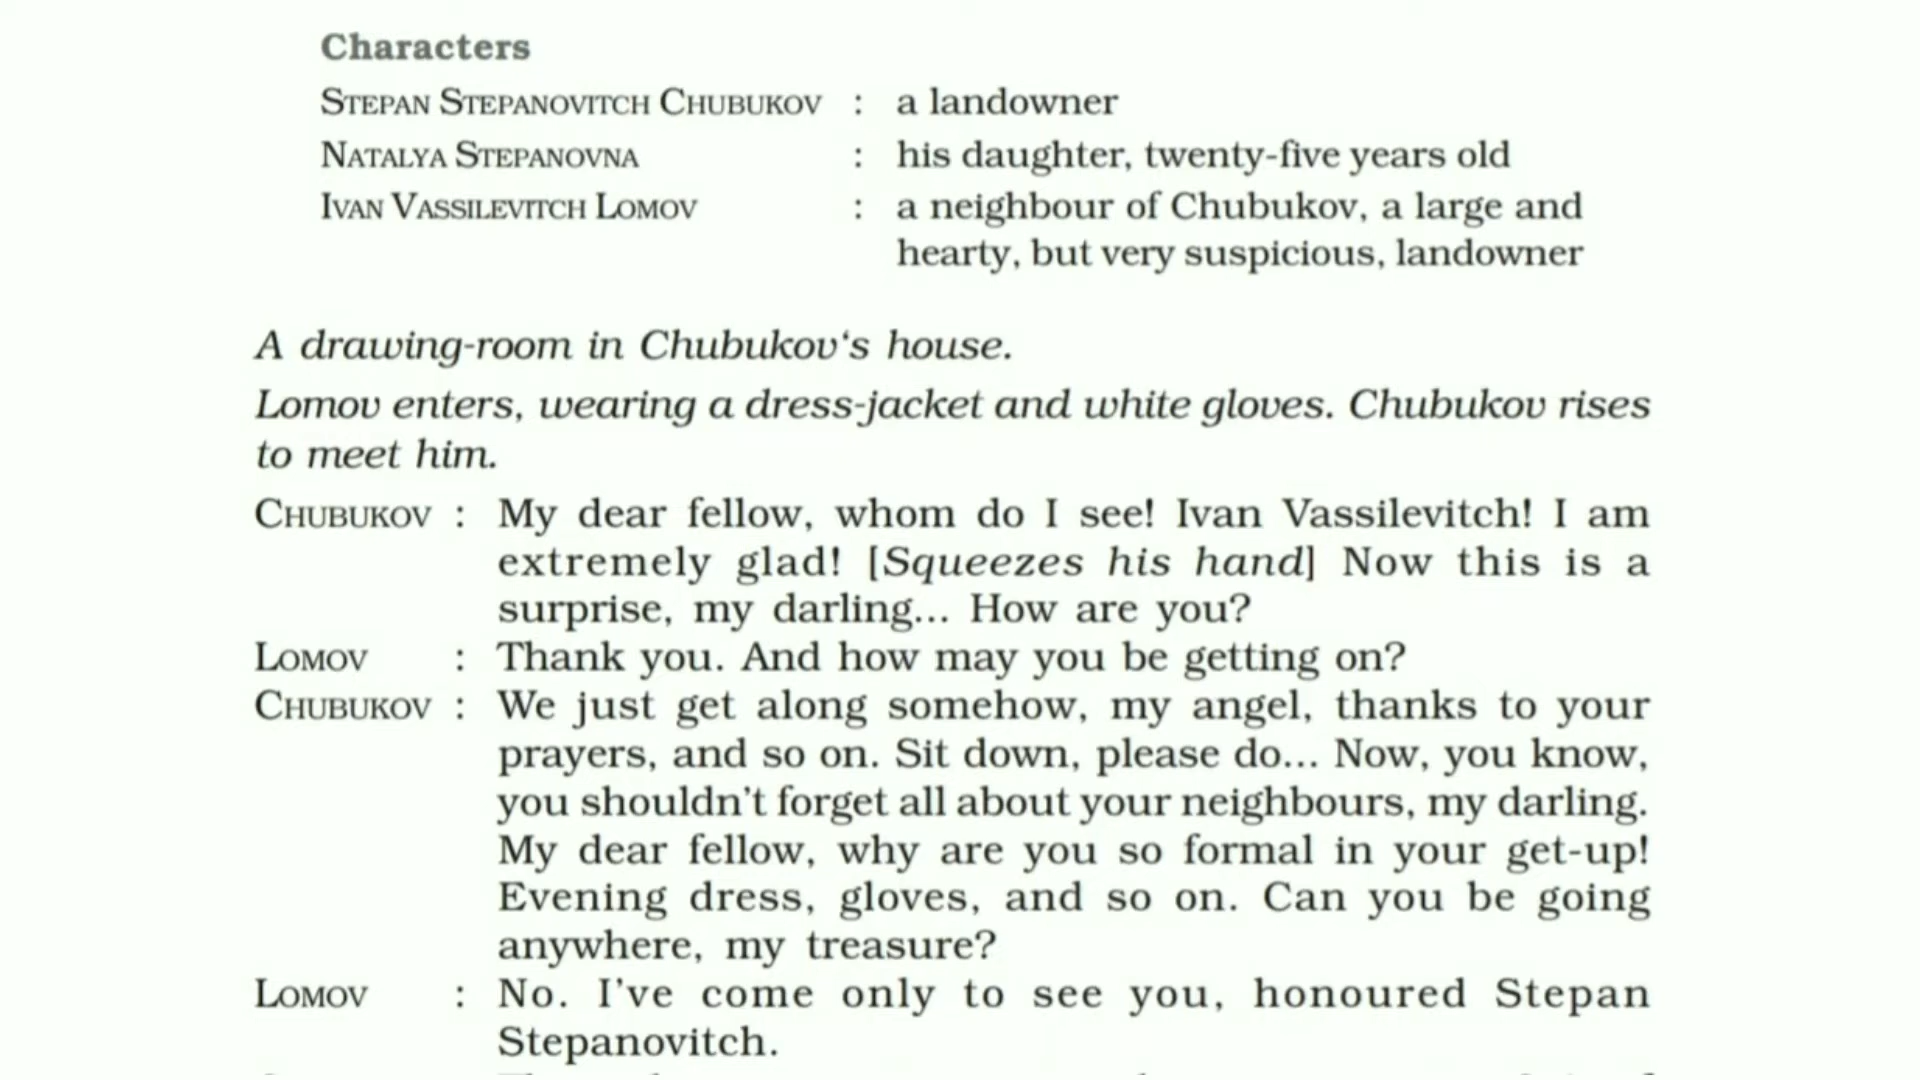 Characters
STEPAN STEPANOVITCH CHUBUKOV : a landowner
NATALYA STEPANOVNA : his daughter, twenty-five years old
IVAN VASSILEVITCH LOMOV : a neighbour of Chubukov, a large and
hearty, but very suspicious, landowner
A drawing-room in Chubukov‘s house.
Lomov enters, wearing a dress-jacket and white gloves. Chubukov rises
to meet him.
CHUBUKOV : My dear fellow, whom do I see! Ivan Vassilevitch! I am
extremely glad! [Squeezes his hand] Now this is a
surprise, my darling... How are you?
LOMOV : Thank you. And how may you be getting on?
CHUBUKOV : We just get along somehow, my angel, thanks to your
prayers, and so on. Sit down, please do... Now, you know,
you shouldn’t forget all about your neighbours, my darling.
My dear fellow, why are you so formal in your get-up!
Evening dress, gloves, and so on. Can you be going
anywhere, my treasure?
LOMOV : No. I’ve come only to see you, honoured Stepan
Stepanovitch.